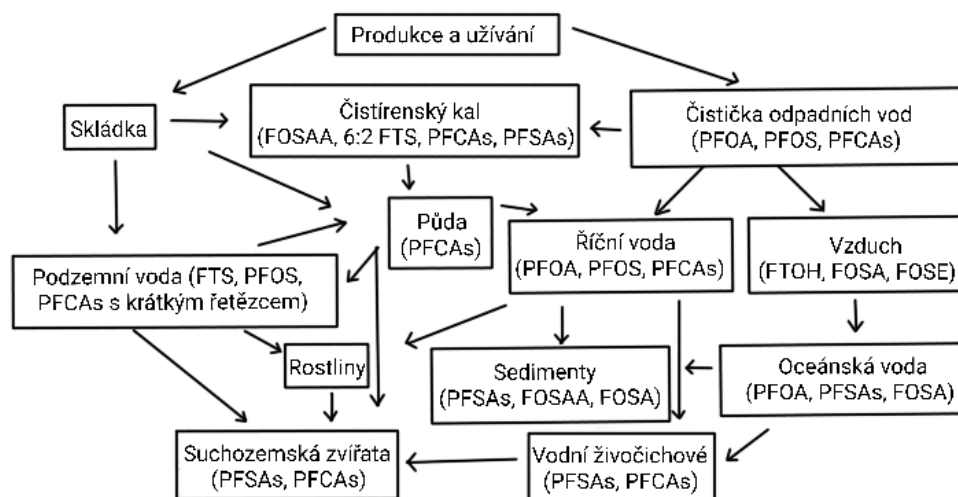 Produkce a užívání
Skládka
Čistírenský kal
(FOSAA, 6:2 FTS, PFCAs, PFSAs)
Čistička odpadních vod
(PFOA, PFOS, PFCAs)
Půda
(PFCAs)
Říční voda
(PFOA, PFOS, PFCAs)
Vzduch
(FTOH, FOSA, FOSE)
Podzemní voda (FTS, PFOS,
PFCAs s krátkým řetězcem)
Rostliny
Sedimenty
(PFSAs, FOSAA, FOSA)
Oceánská voda
(PFOA, PFSAs, FOSA)
Suchozemská zvířata
(PFSAs, PFCAs)
Vodní živočichové
(PFSAs, PFCAs)